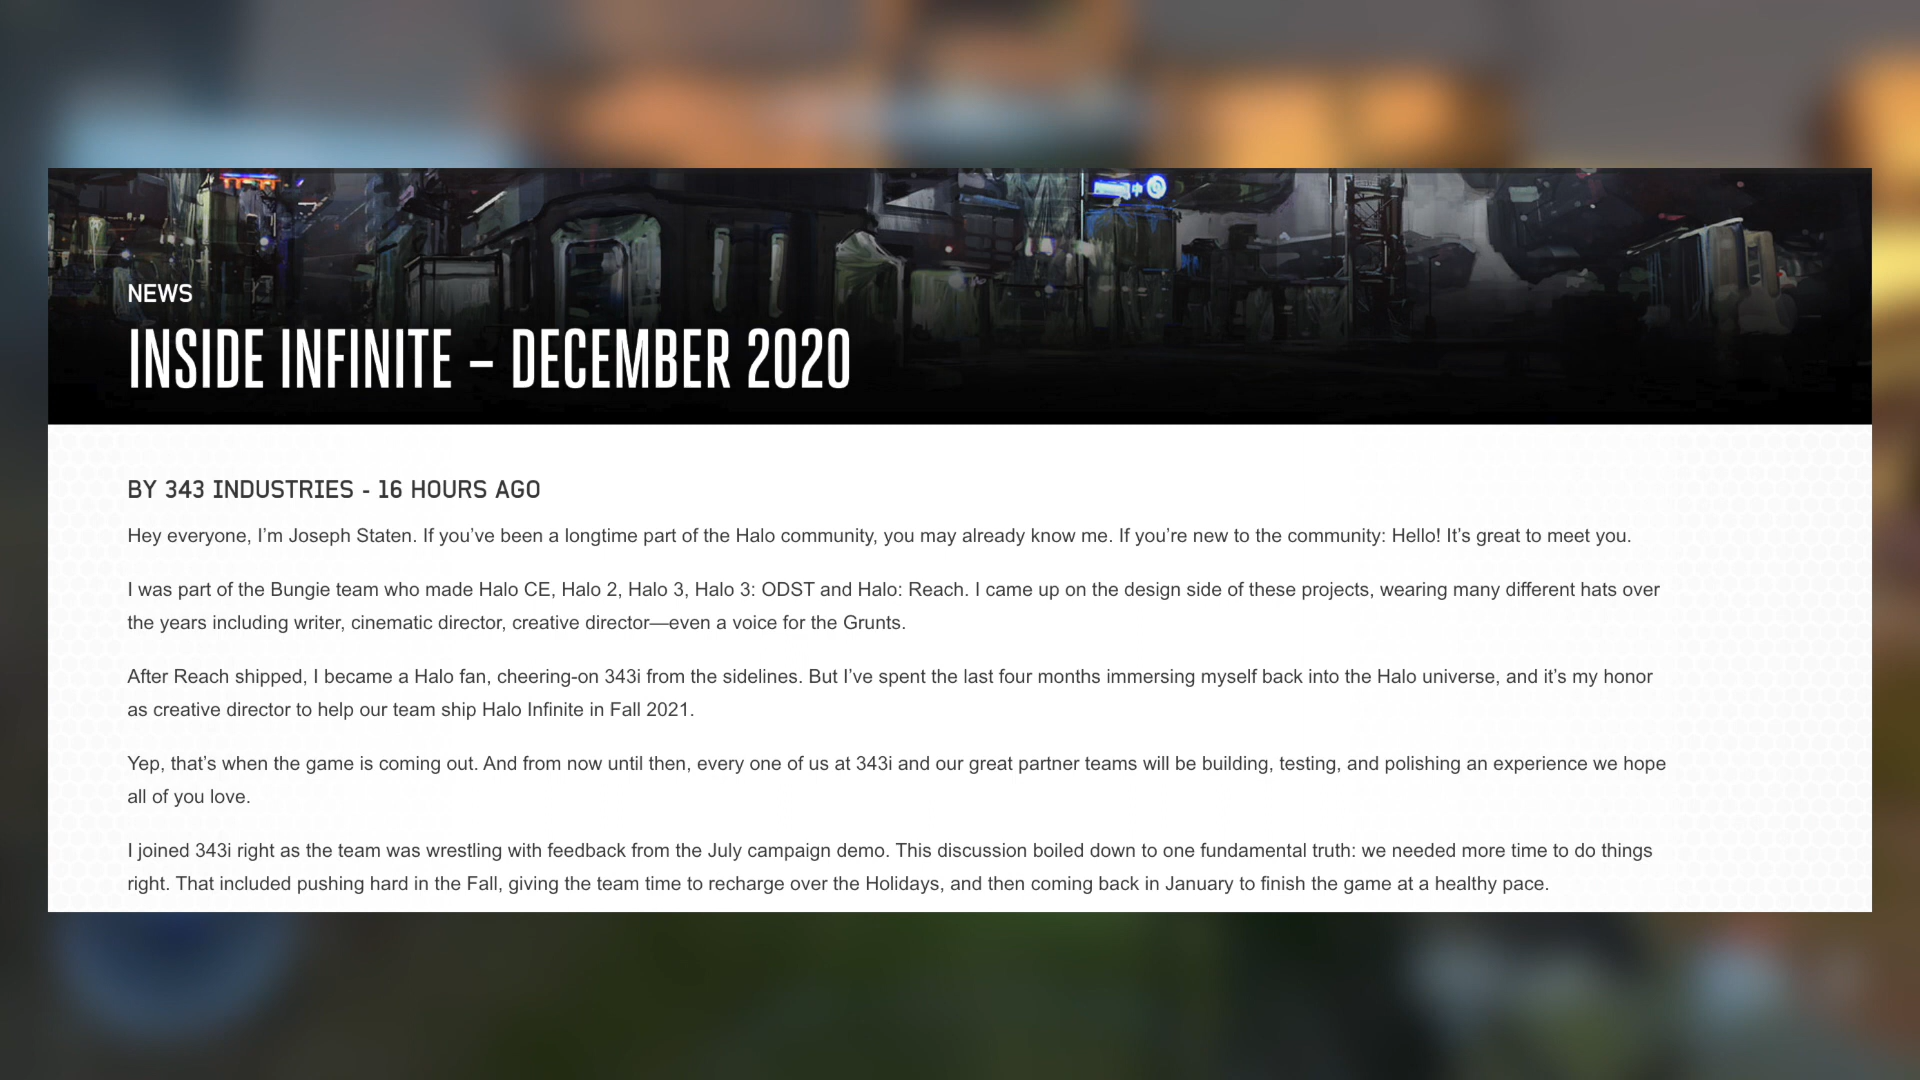 NEWS
INSIDE INFINITE – DECEMBER 2020
BY 343 INDUSTRIES - 16 HOURS AGO
Hey everyone, I’m Joseph Staten. If you’ve been a longtime part of the Halo community, you may already know me. If you’re new to the community: Hello! It’s great to meet you.
I was part of the Bungie team who made Halo CE, Halo 2, Halo 3, Halo 3: ODST and Halo: Reach. I came up on the design side of these projects, wearing many different hats over
the years including writer, cinematic director, creative director—even a voice for the Grunts.
After Reach shipped, I became a Halo fan, cheering-on 343i from the sidelines. But I’ve spent the last four months immersing myself back into the Halo universe, and it’s my honor
as creative director to help our team ship Halo Infinite in Fall 2021.
Yep, that’s when the game is coming out. And from now until then, every one of us at 343i and our great partner teams will be building, testing, and polishing an experience we hope
all of you love.
I joined 343i right as the team was wrestling with feedback from the July campaign demo. This discussion boiled down to one fundamental truth: we needed more time to do things
right. That included pushing hard in the Fall, giving the team time to recharge over the Holidays, and then coming back in January to finish the game at a healthy pace.